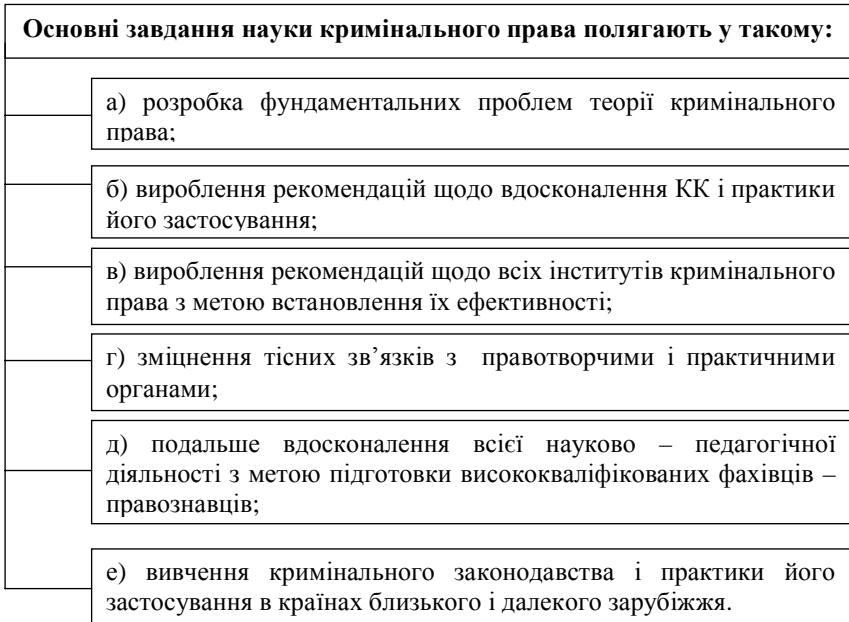 Основні завдання науки кримінального права полягають у такому:
а) розробка фундаментальних проблем теорії кримінального
права;
б) вироблення рекомендацій щодо вдосконалення КК і практики
його застосування;
в) вироблення рекомендацій щодо всіх інститутів кримінального
права з метою встановлення їх ефективності;
г) зміцнення тісних зв’язків з правотворчими і практичними
органами;
д) подальше вдосконалення всієї науково – педагогічної
діяльності з метою підготовки висококваліфікованих фахівців –
правознавців;
е) вивчення кримінального законодавства і практики його
застосування в країнах близького і далекого зарубіжжя.